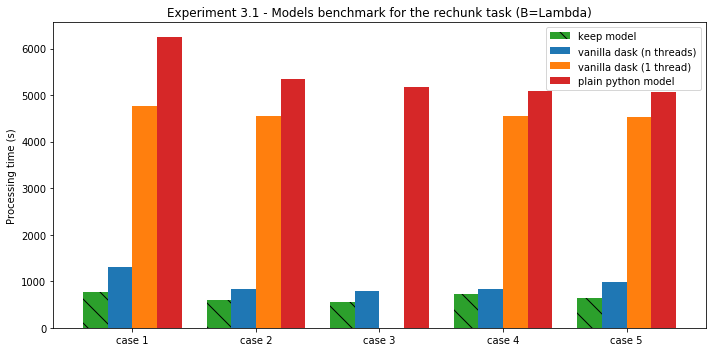 Experiment 3.1 - Models benchmark for the rechunk task (B=Lambda)
keep model
vanilla dask (n threads)
vanilla dask (1 thread)
plain python model
Processing time (s)
6000
5000
4000
3000
2000
1000
0
case 1
case 2
case 3
case 4
case 5